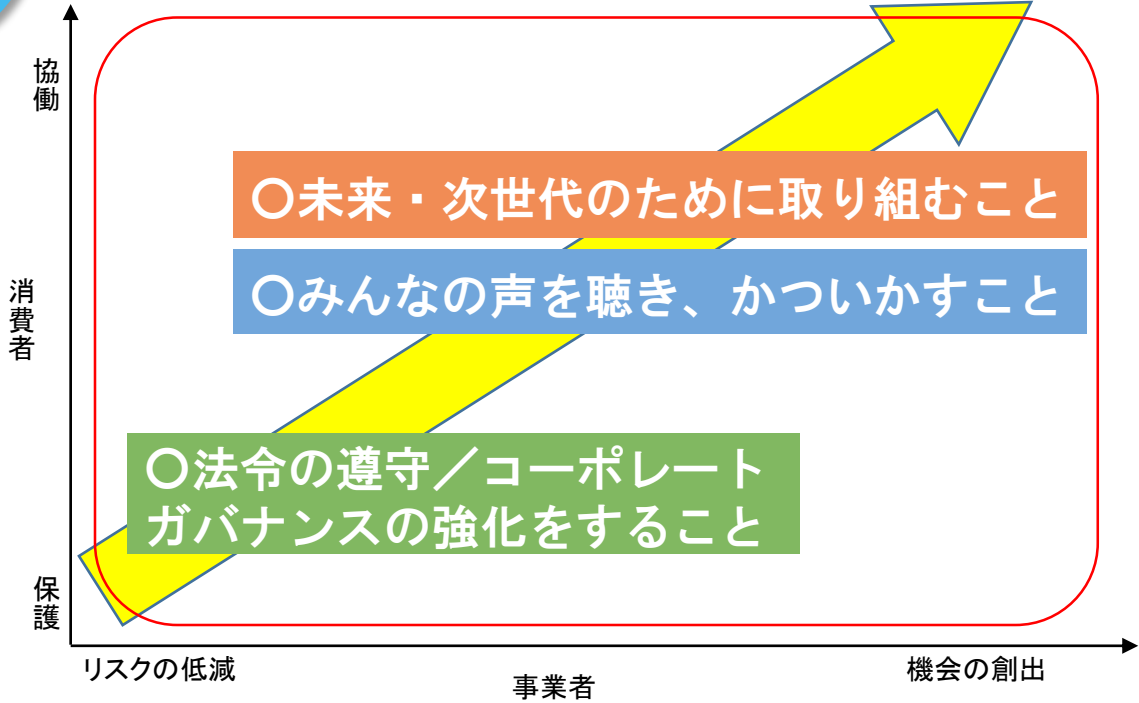 協働
〇未来・次世代のために取り組むこと
〇みんなの声を聴き、かついかすこと
消費者
〇法令の遵守／コーポレート
ガバナンスの強化をすること
保護
リスクの低減
事業者
機会の創出